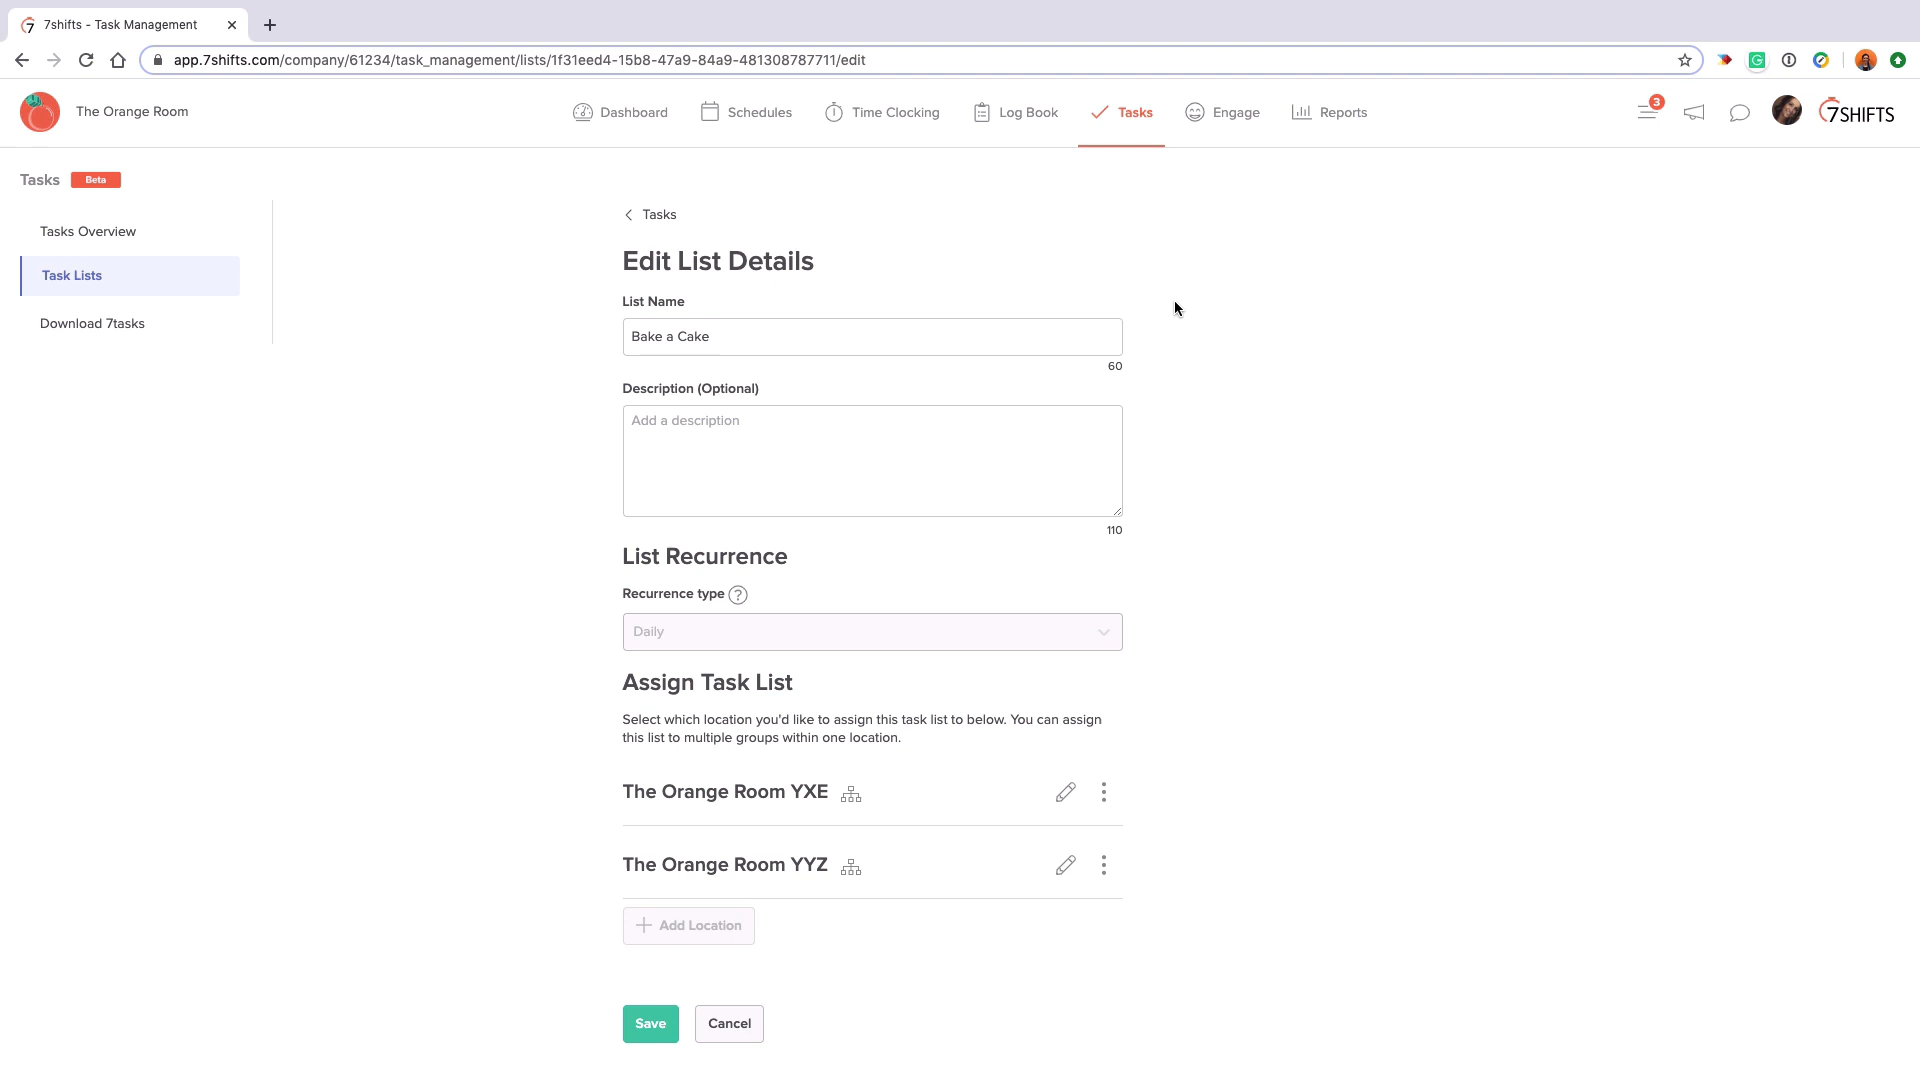 7shifts - Task Management
app.7shifts.com/company/61234/task_management/lists/1f31eed4-15b8-47a9-84a9-481308787711/edit
The Orange Room
Dashboard
Schedules
Time Clocking
Log Book
Tasks
Engage
Reports
3
7SHIFTS
Tasks
Beta
Tasks Overview
Task Lists
Download 7tasks
Tasks
Edit List Details
List Name
Bake a Cake
60
Description (Optional)
Add a description
110
List Recurrence
Recurrence type ?
Daily
Assign Task List
Select which location you'd like to assign this task list to below. You can assign
this list to multiple groups within one location.
The Orange Room YXE
The Orange Room YYZ
Add Location
Save
Cancel